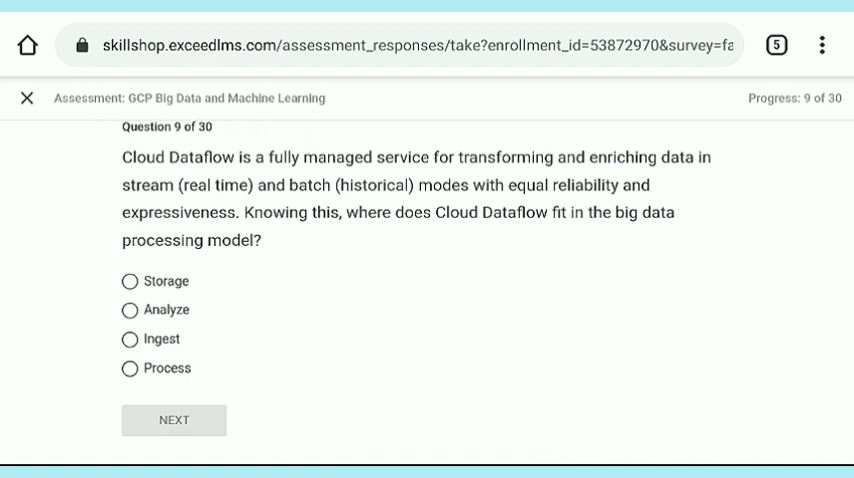 skillshop.exceedlms.com/assessment_responses/take?enrollment_id=53872970&survey=fa
5
Assessment: GCP Big Data and Machine Learning
Progress: 9 of 30
Question 9 of 30
Cloud Dataflow is a fully managed service for transforming and enriching data in
stream (real time) and batch (historical) modes with equal reliability and
expressiveness. Knowing this, where does Cloud Dataflow fit in the big data
processing model?
Storage
Analyze
Ingest
Process
NEXT